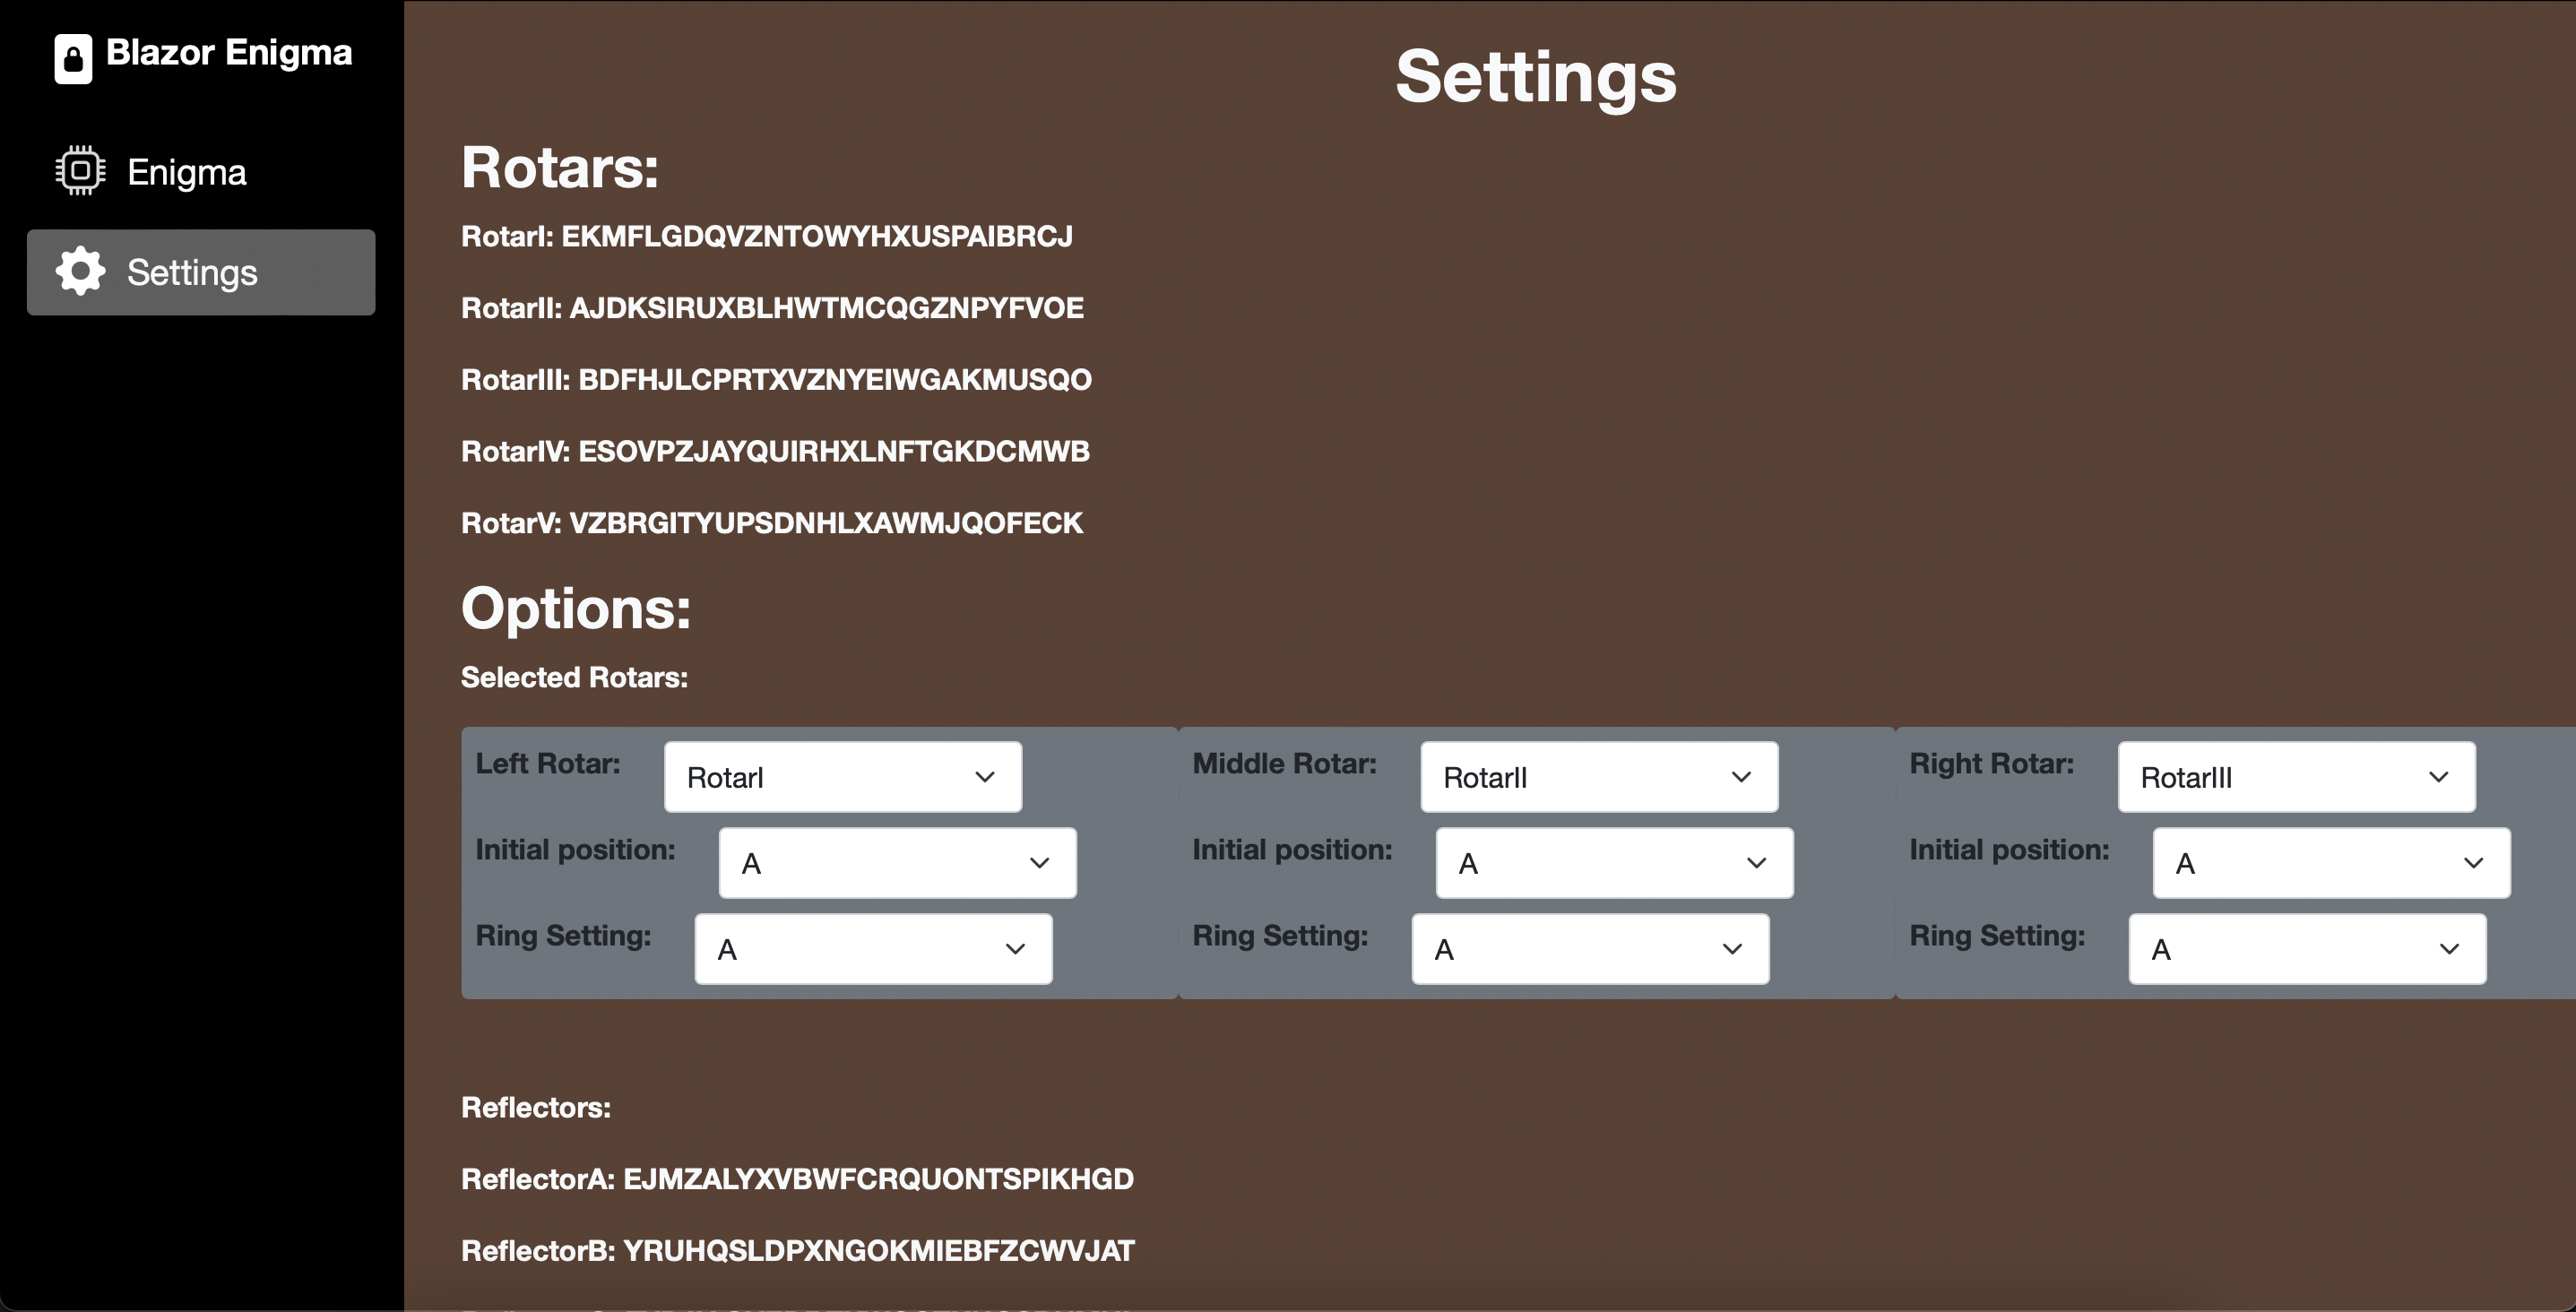 Blazor Enigma
Enigma
Settings
Settings
Rotars:
RotarI: EKMFLGDQVZNTOWYHXUSPAIBRCJ
RotarII: AJDKSIRUXBLHWTMCQGZNPYFVOE
RotarIII: BDFHJLCPRTXVZNYEIWGAKMUSQO
RotarIV: ESOVPZJAYQUIRHXLNFTGKDCMWB
RotarV: VZBRGITYUPSDNHLXAWMJQOFECK
Options:
Selected Rotars:
Left Rotar: RotarI Middle Rotar: RotarII Right Rotar: RotarIII
Initial position: A Initial position: A Initial position: A
Ring Setting: A Ring Setting: A Ring Setting: A
Reflectors:
ReflectorA: EJMZALYXVBWFCRQUONTSPIKHGD
ReflectorB: YRUHQSLDPXNGOKMIEBFZCWVJAT